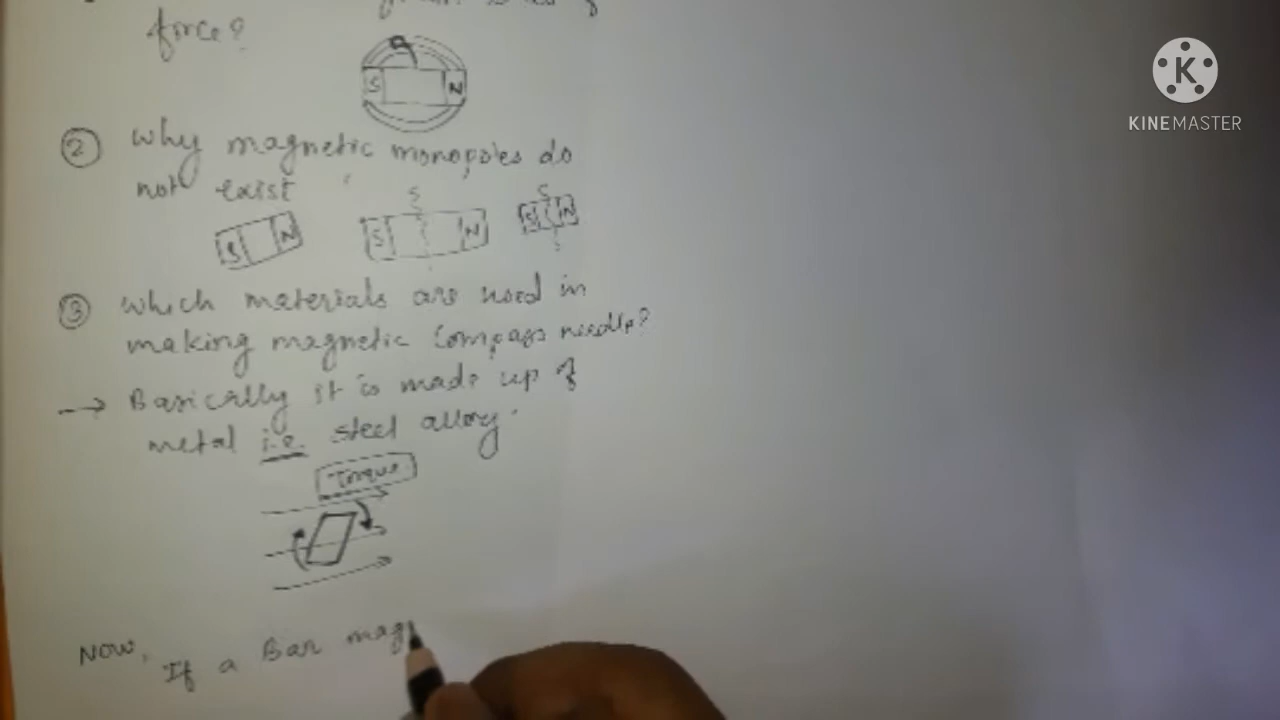 force?
S N
② Why magnetic monopoles do
not exist
S N S N S N
③ Which materials are used in
making magnetic Compass needle?
→ Basically it is made up of
metal i.e. steel alloy.
Torque
Now, If a Bar mag
K
KINEMASTER